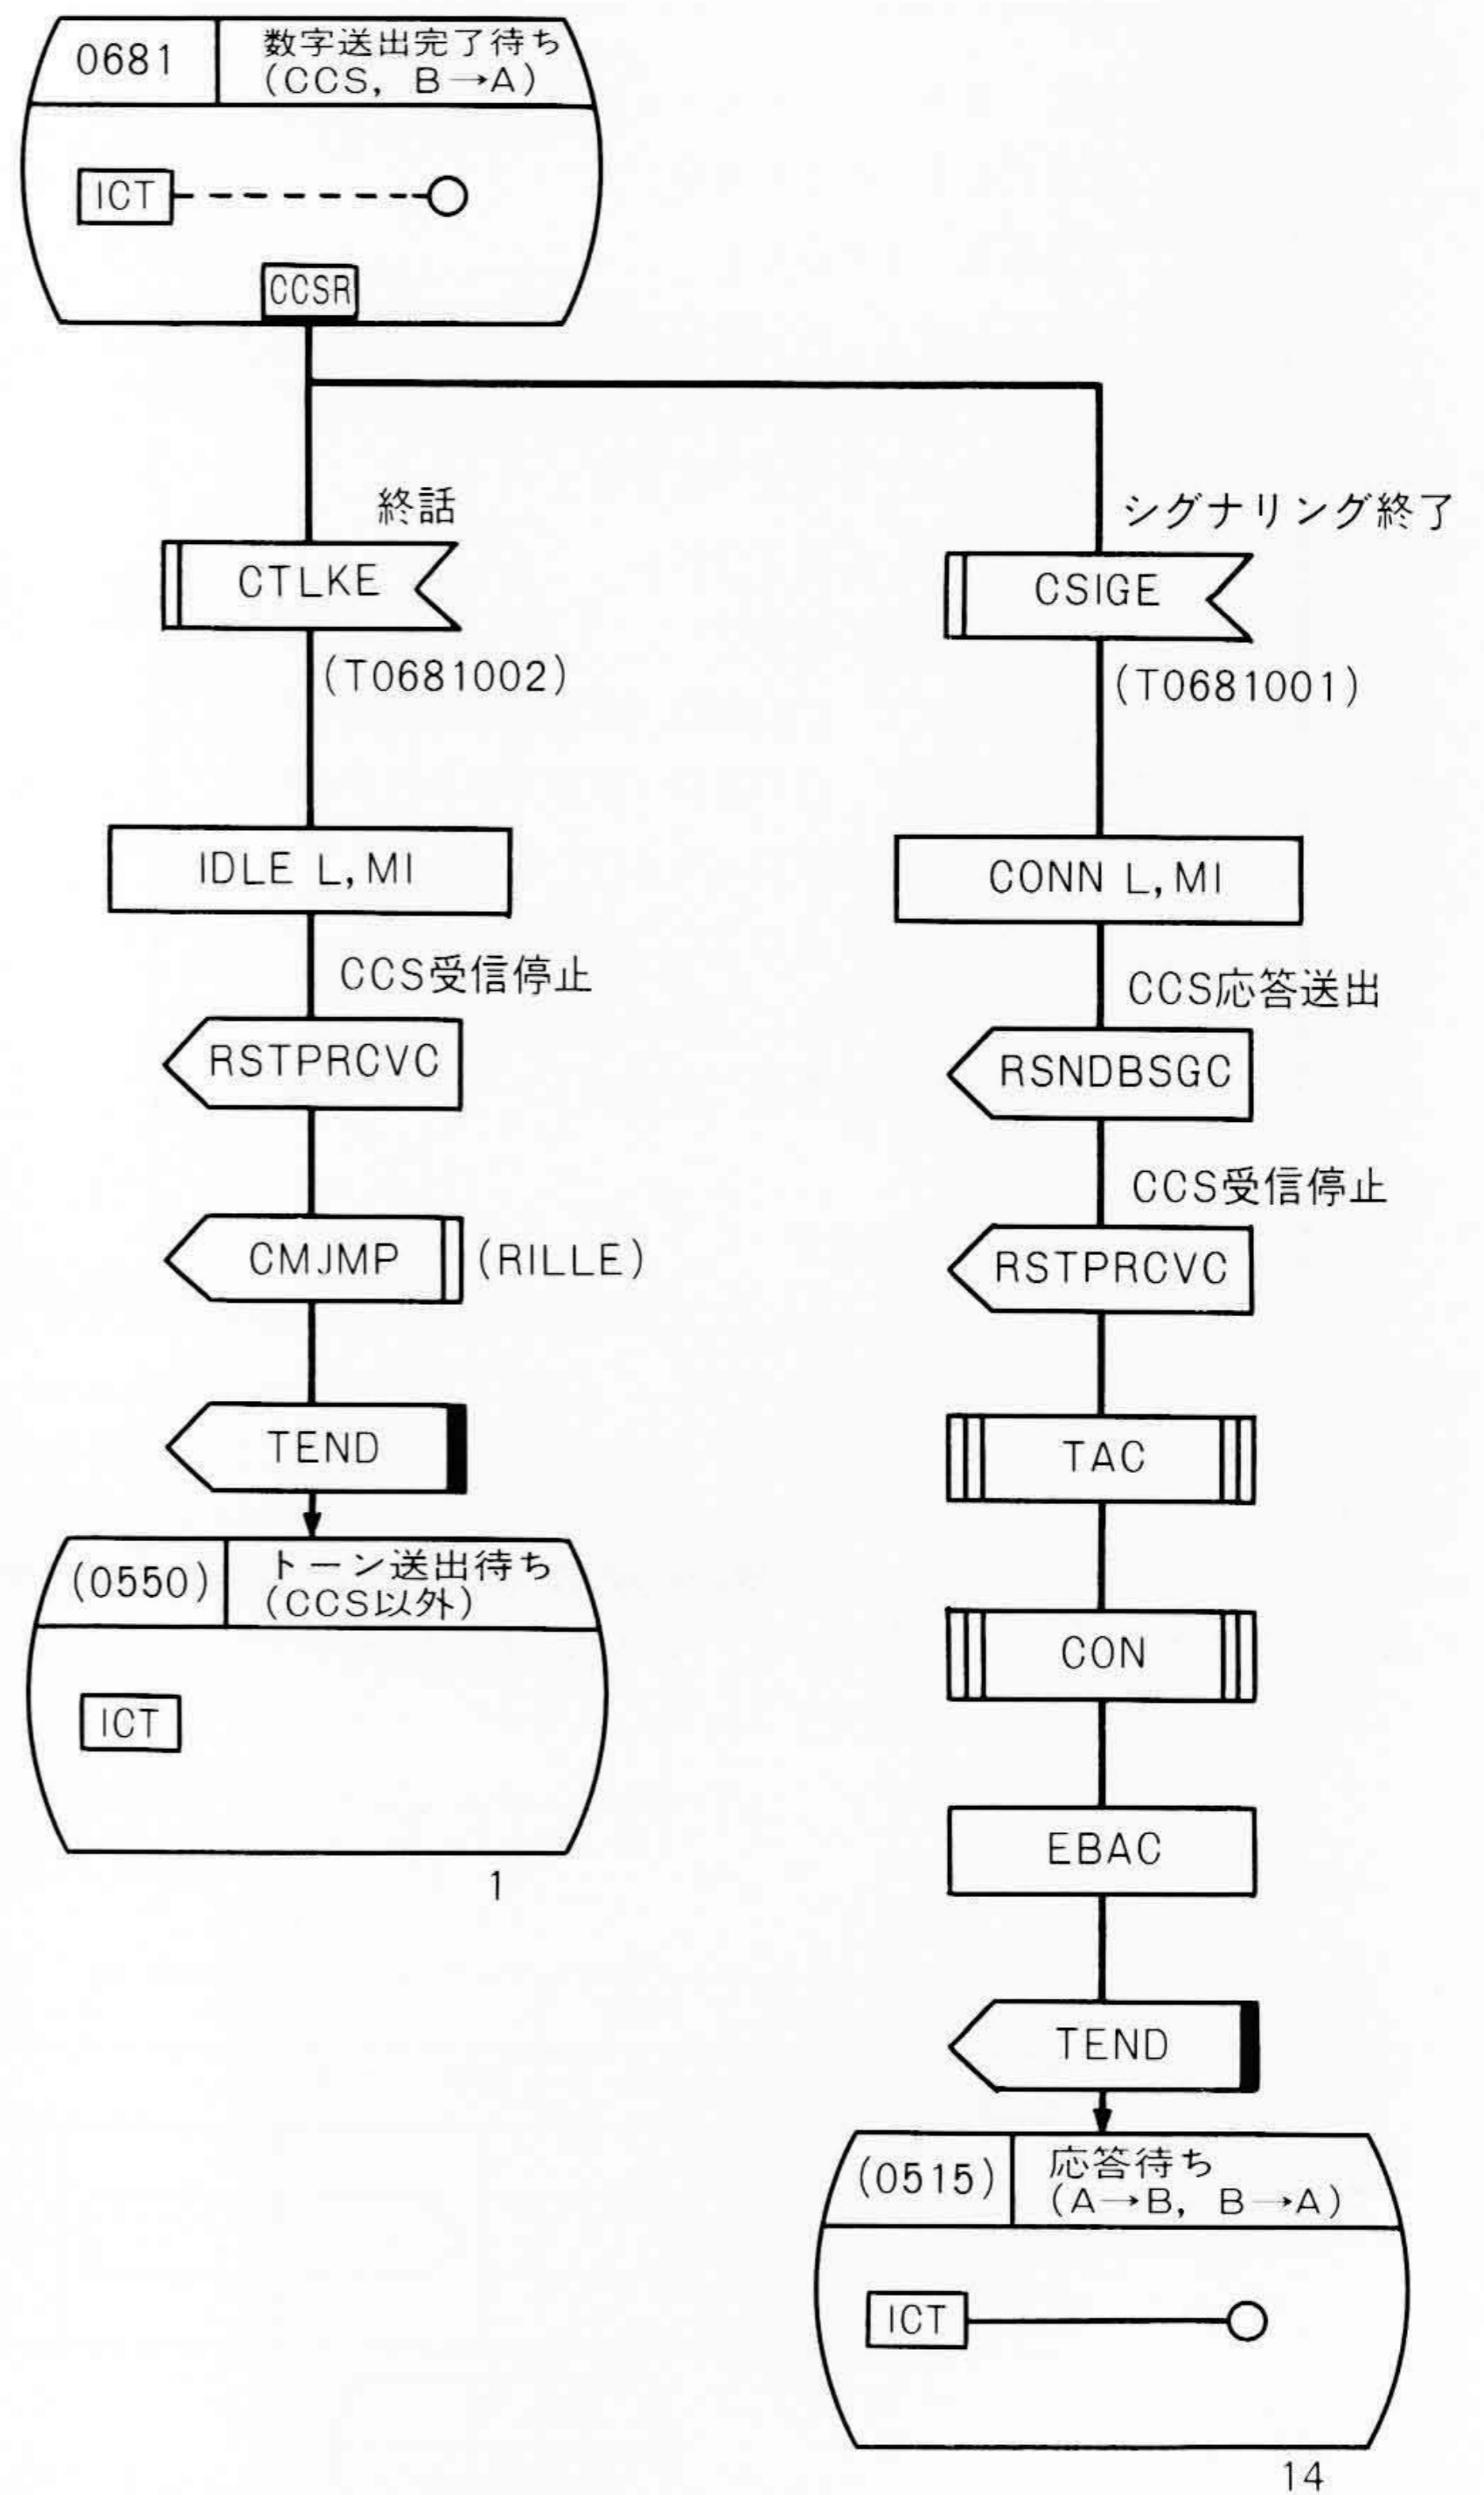 0681
数字送出完了待ち
(CCS, B→A)
ICT
CCSR
終話
CTLKE
(T0681002)
IDLE L,MI
CCS受信停止
RSTPRCVC
CMJMP
(RILLE)
TEND
(0550)
トーン送出待ち
(CCS以外)
ICT
1
シグナリング終了
CSIGE
(T0681001)
CONN L,MI
CCS応答送出
RSNDBSGC
CCS受信停止
RSTPRCVC
TAC
CON
EBAC
TEND
(0515)
応答待ち
(A→B, B→A)
ICT
14